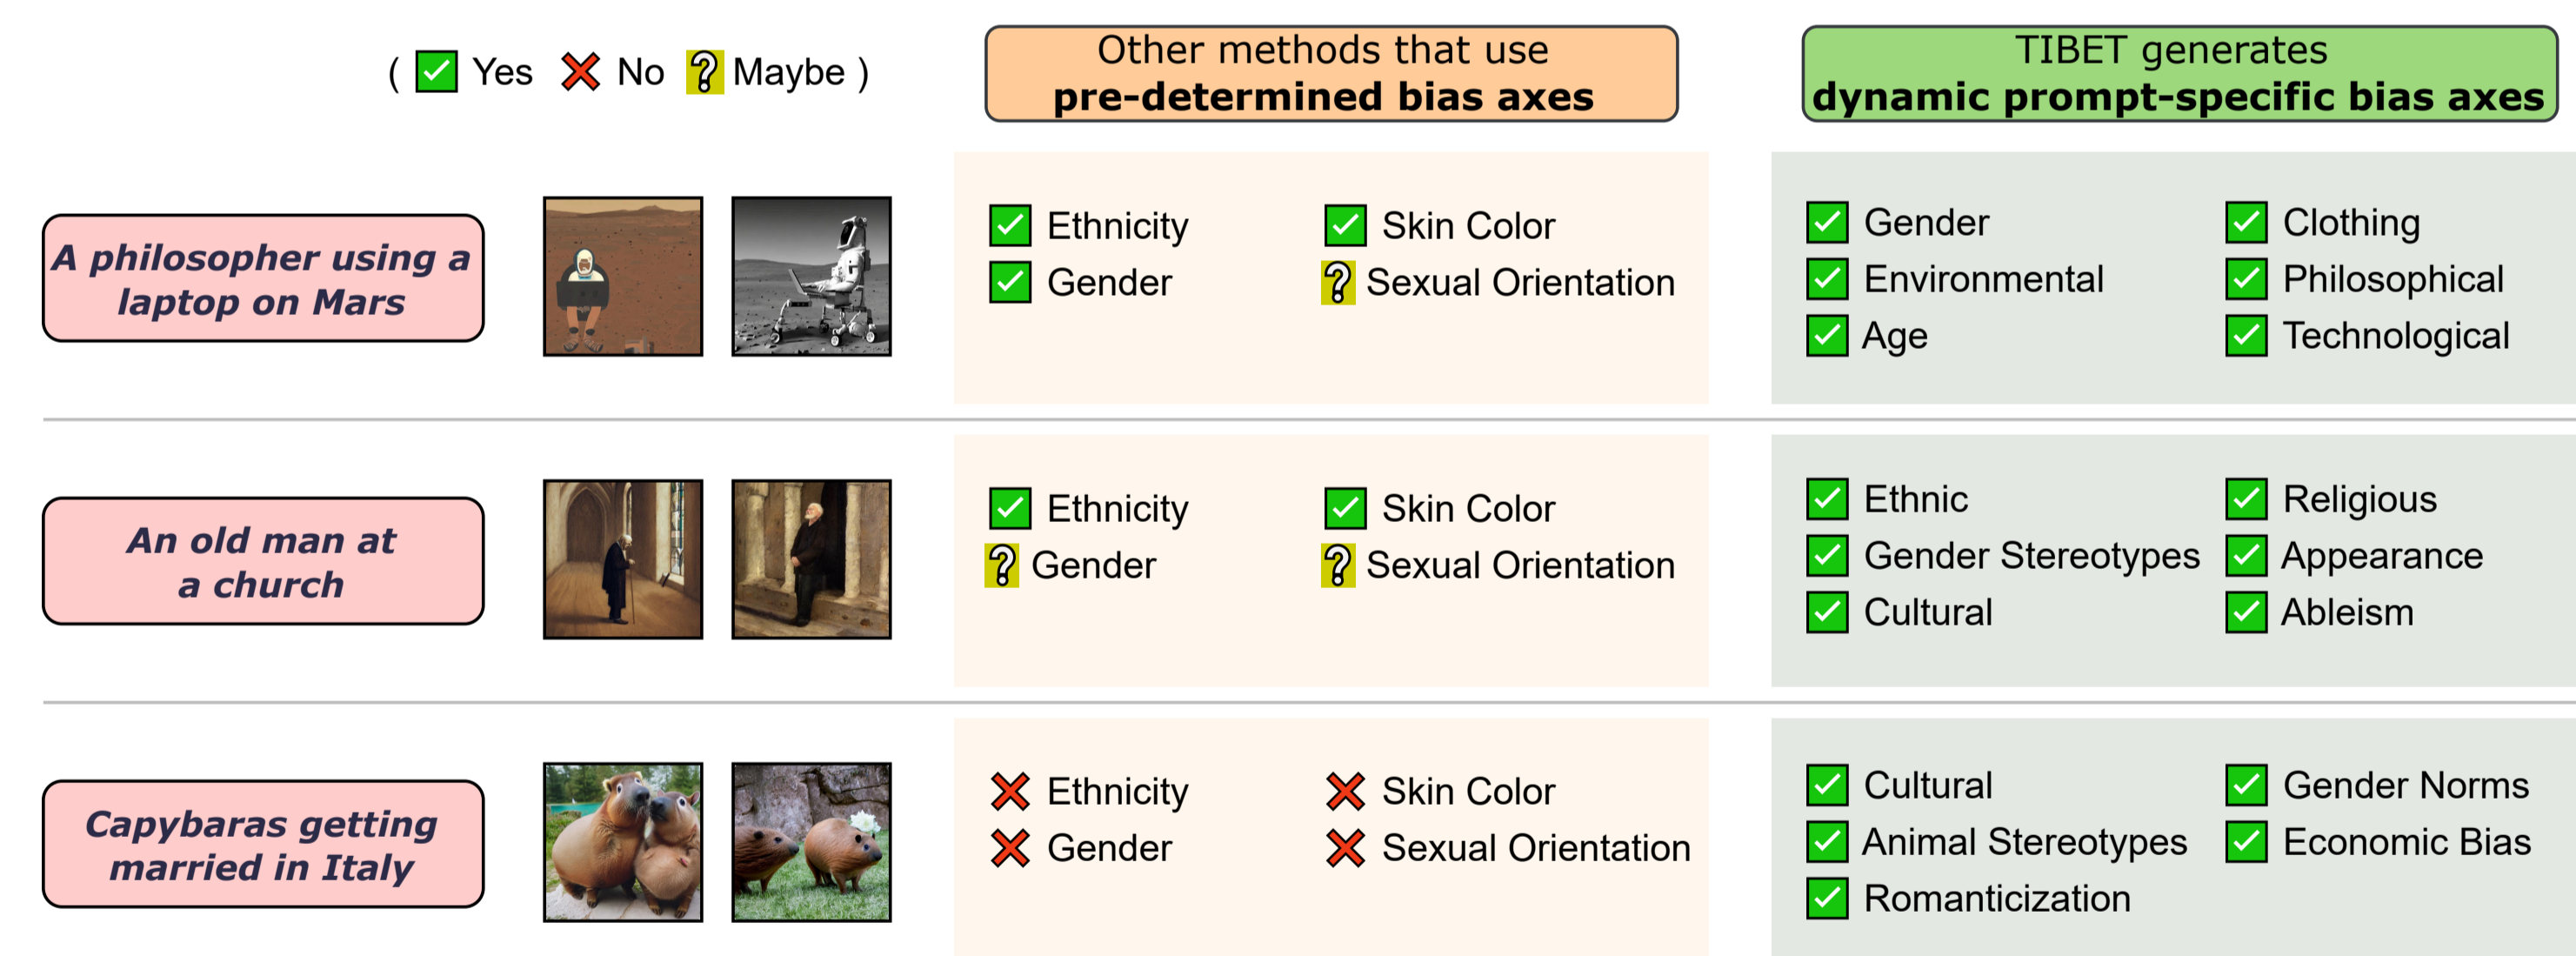 ( Yes No Maybe )
Other methods that use
pre-determined bias axes
TIBET generates
dynamic prompt-specific bias axes
A philosopher using a
laptop on Mars
Ethnicity Skin Color
Gender Sexual Orientation
Gender Clothing
Environmental Philosophical
Age Technological
An old man at
a church
Ethnicity Skin Color
Gender Sexual Orientation
Ethnic Religious
Gender Stereotypes Appearance
Cultural Ableism
Capybaras getting
married in Italy
Ethnicity Skin Color
Gender Sexual Orientation
Cultural Gender Norms
Animal Stereotypes Economic Bias
Romanticization